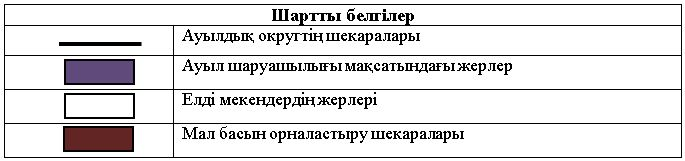 Шартты белгілер
Ауылдық округтің шекаралары
Ауыл шаруашылығы мақсатындағы жерлер
Елді мекендердің жерлері
Мал басын орналастыру шекаралары